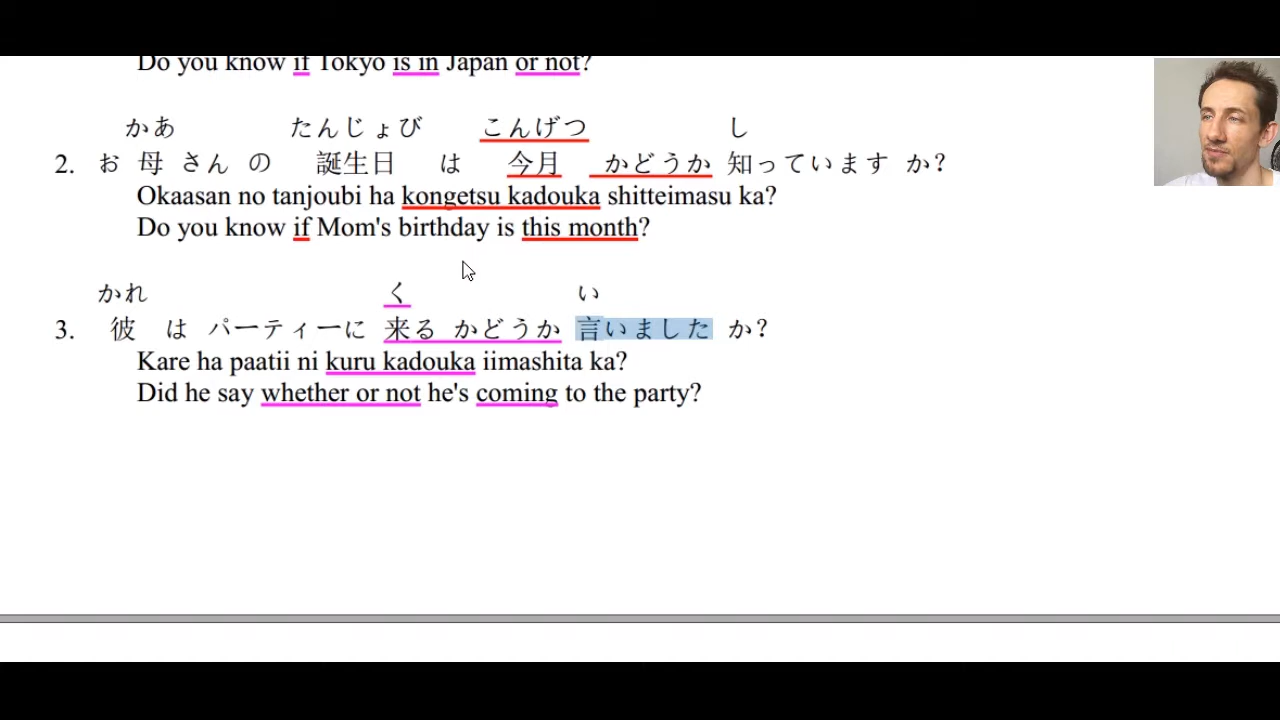 Do you know if Tokyo is in Japan or not?
かあ たんじょび こんげつ し
2. お 母 さん の 誕生日 は 今月 かどうか 知っています か?
Okaasan no tanjoubi ha kongetsu kadouka shitteimasu ka?
Do you know if Mom's birthday is this month?
かれ く い
3. 彼 は パーティーに 来る かどうか 言いました か?
Kare ha paatii ni kuru kadouka iimashita ka?
Did he say whether or not he's coming to the party?